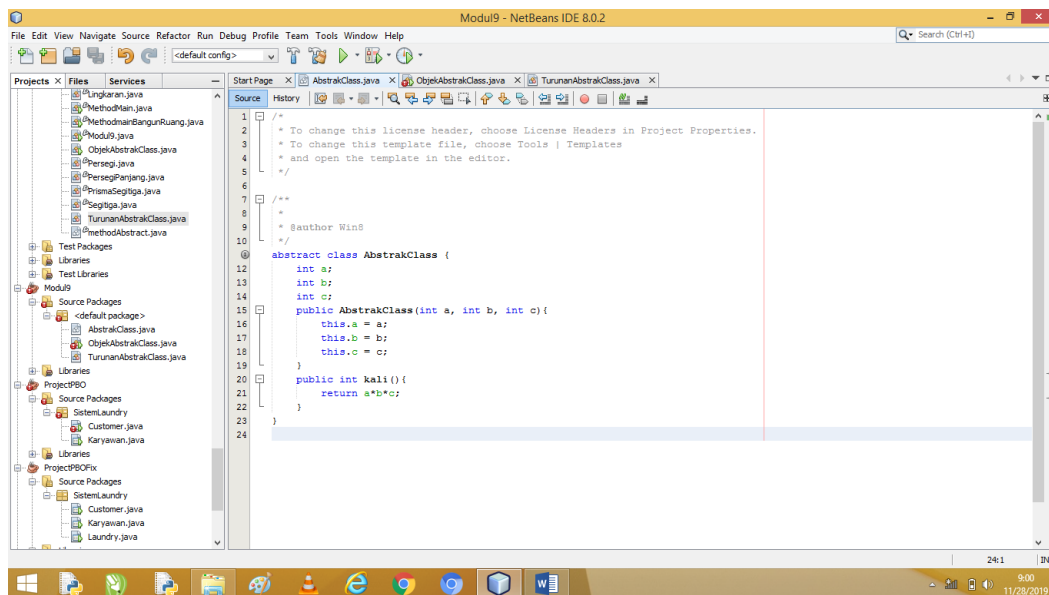 Modul9 - NetBeans IDE 8.0.2
File Edit View Navigate Source Refactor Run Debug Profile Team Tools Window Help
Search (Ctrl+I)
<default config>
Projects Files Services
Start Page AbstrakClass.java ObjekAbstrakClass.java TurunanAbstrakClass.java
Source History
Lingkaran.java
MethodMain.java
MethodmainBangunRuang.java
Modul9.java
ObjekAbstrakClass.java
Persegi.java
PersegiPanjang.java
PrismaSegitiga.java
Segitiga.java
TurunanAbstrakClass.java
methodAbstract.java
Test Packages
Libraries
Test Libraries
Modul9
Source Packages
<default package>
AbstrakClass.java
ObjekAbstrakClass.java
TurunanAbstrakClass.java
Libraries
ProjectPBO
Source Packages
SistemLaundry
Customer.java
Karyawan.java
Libraries
ProjectPBOFix
Source Packages
SistemLaundry
Customer.java
Karyawan.java
Laundry.java
1 /*
2 * To change this license header, choose License Headers in Project Properties.
3 * To change this template file, choose Tools | Templates
4 * and open the template in the editor.
5 */
6
7 /**
8 *
9 * @author Win8
10 */
abstract class AbstrakClass {
12 int a;
13 int b;
14 int c;
15 public AbstrakClass(int a, int b, int c){
16 this.a = a;
17 this.b = b;
18 this.c = c;
19 }
20 public int kali(){
21 return a*b*c;
22 }
23 }
24
24:1 IN
9:00
11/28/2019